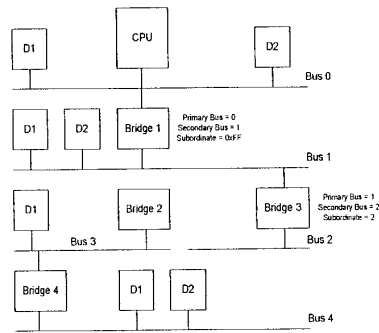 CPU
D1
D2
Bus 0
D1
D2
Bridge 1
Primary Bus = 0
Secondary Bus = 1
Subordinate = 0xFF
Bus 1
D1
Bridge 2
Bridge 3
Primary Bus = 1
Secondary Bus = 2
Subordinate = 2
Bus 3
Bus 2
Bridge 4
D1
D2
Bus 4